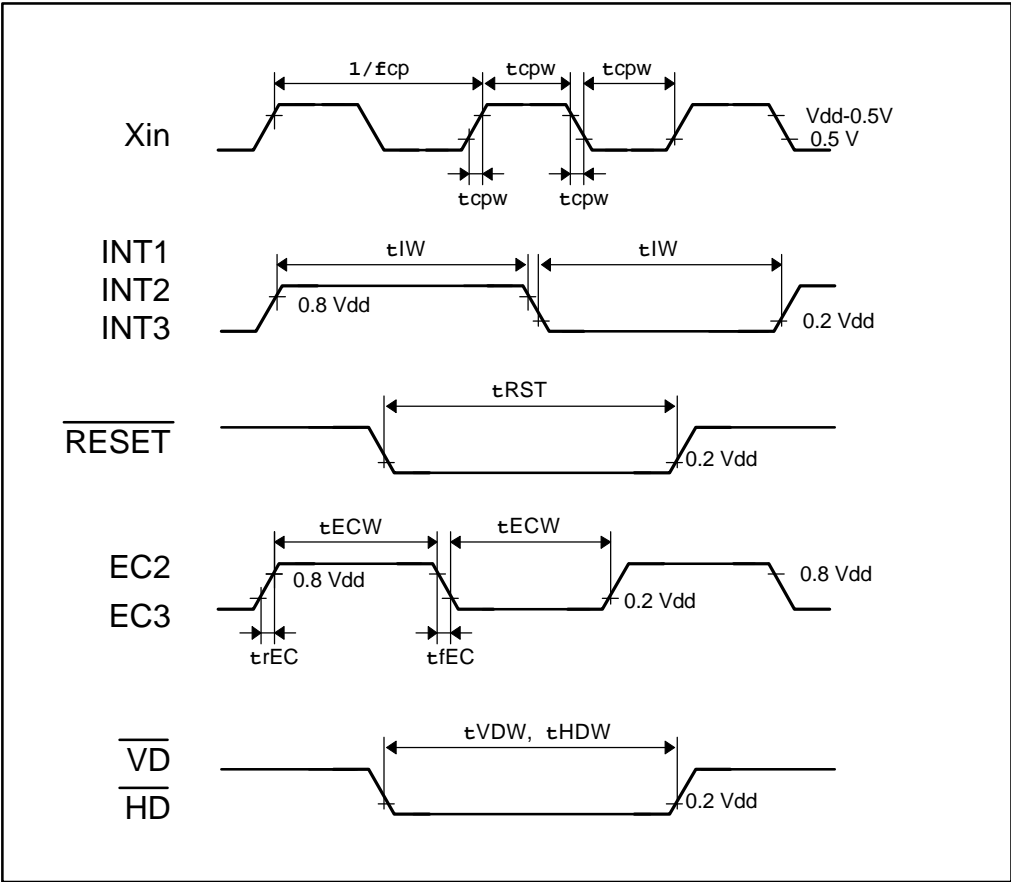 1/fcp tcpw tcpw
Xin
Vdd-0.5V
0.5 V
tcpw tcpw
INT1
INT2
INT3
tIW tIW
0.8 Vdd
0.2 Vdd
RESET
tRST
0.2 Vdd
EC2
EC3
tECW tECW
0.8 Vdd
0.2 Vdd
0.8 Vdd
trEC tfEC
VD
HD
tVDW, tHDW
0.2 Vdd